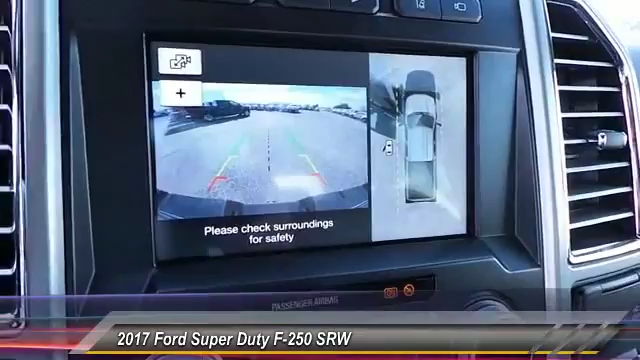 +
Please check surroundings
for safety
PASSENGER AIRBAG
2017 Ford Super Duty F-250 SRW